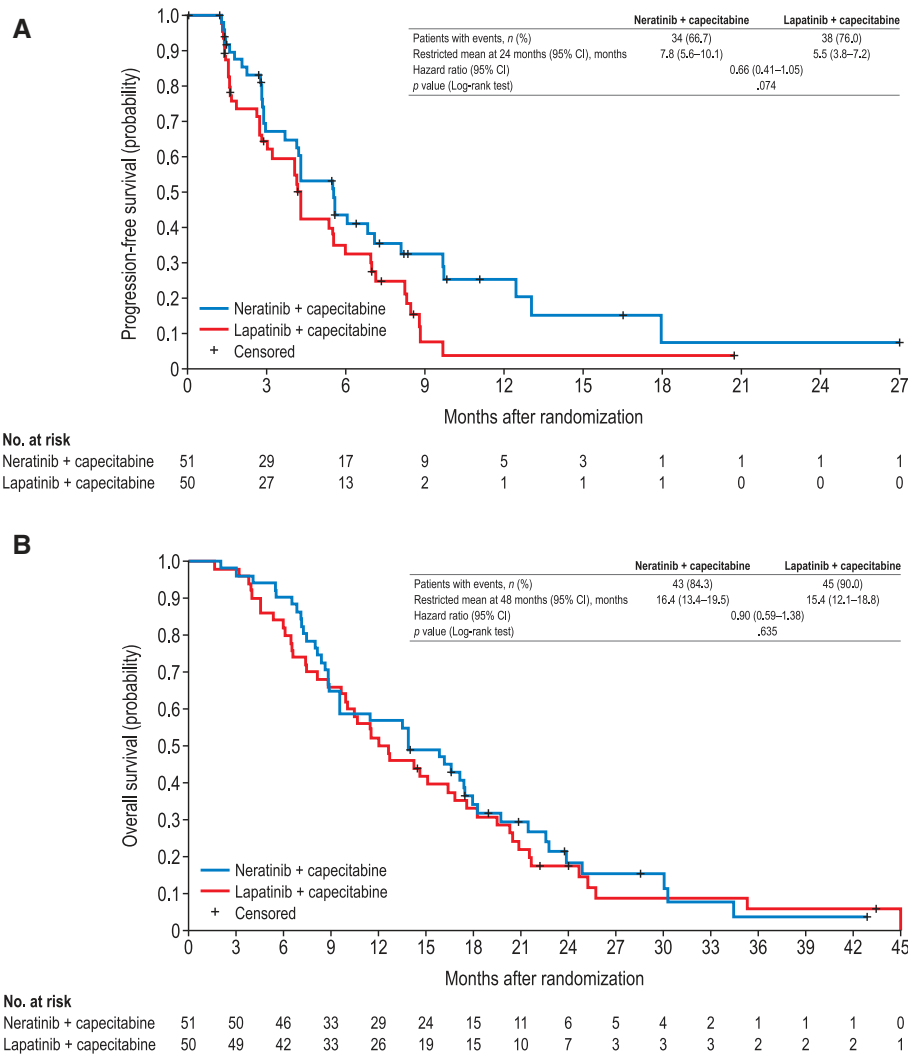 A
Neratinib + capecitabine Lapatinib + capecitabine
Patients with events, n (%) 34 (66.7) 38 (76.0)
Restricted mean at 24 months (95% CI), months 7.8 (5.6–10.1) 5.5 (3.8–7.2)
Hazard ratio (95% CI) 0.66 (0.41–1.05)
p value (Log-rank test) .074
Progression-free survival (probability)
1.0
0.9
0.8
0.7
0.6
0.5
0.4
0.3
0.2
0.1
0
Neratinib + capecitabine
Lapatinib + capecitabine
+ Censored
0 3 6 9 12 15 18 21 24 27
Months after randomization
No. at risk
Neratinib + capecitabine 51 29 17 9 5 3 1 1 1 1
Lapatinib + capecitabine 50 27 13 2 1 1 1 0 0 0
B
Neratinib + capecitabine Lapatinib + capecitabine
Patients with events, n (%) 43 (84.3) 45 (90.0)
Restricted mean at 48 months (95% CI), months 16.4 (13.4–19.5) 15.4 (12.1–18.8)
Hazard ratio (95% CI) 0.90 (0.59–1.38)
p value (Log-rank test) .635
Overall survival (probability)
1.0
0.9
0.8
0.7
0.6
0.5
0.4
0.3
0.2
0.1
0
Neratinib + capecitabine
Lapatinib + capecitabine
+ Censored
0 3 6 9 12 15 18 21 24 27 30 33 36 39 42 45
Months after randomization
No. at risk
Neratinib + capecitabine 51 50 46 33 29 24 15 11 6 5 4 2 1 1 1 0
Lapatinib + capecitabine 50 49 42 33 26 19 15 10 7 3 3 3 2 2 2 1